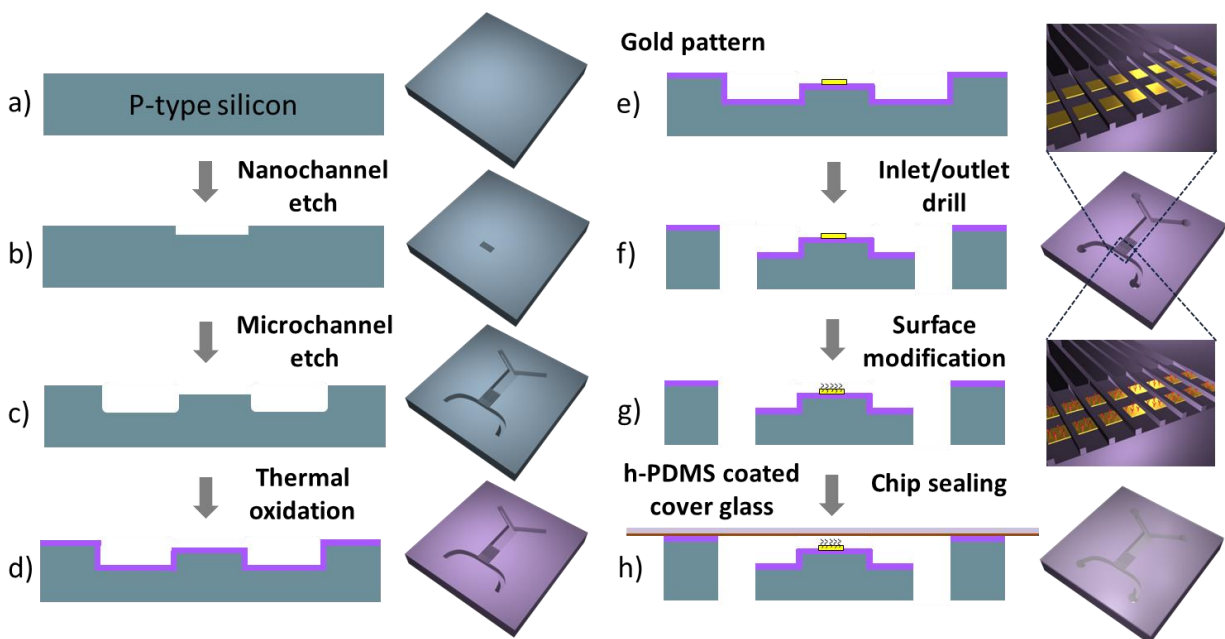 a)
P-type silicon
Nanochannel
etch
b)
Microchannel
etch
c)
Thermal
oxidation
d)
Gold pattern
e)
Inlet/outlet
drill
f)
Surface
modification
g)
h-PDMS coated
cover glass
Chip sealing
h)